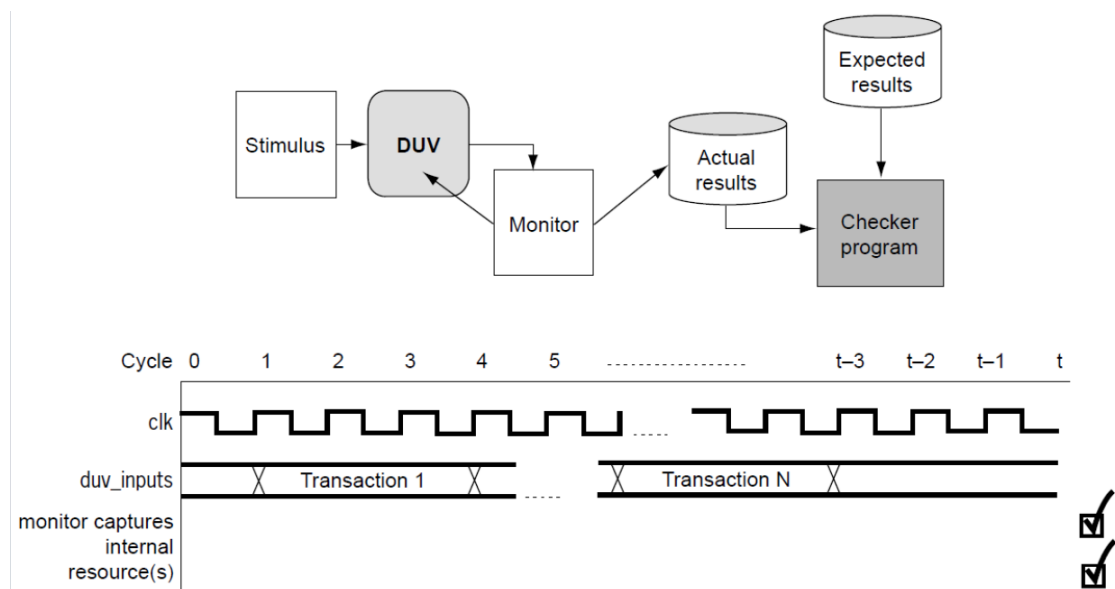 Expected
results
Stimulus
DUV
Actual
results
Monitor
Checker
program
Cycle 0 1 2 3 4 5 ........................ t–3 t–2 t–1 t
clk ......
duv_inputs Transaction 1 ...... Transaction N
monitor captures
internal
resource(s)